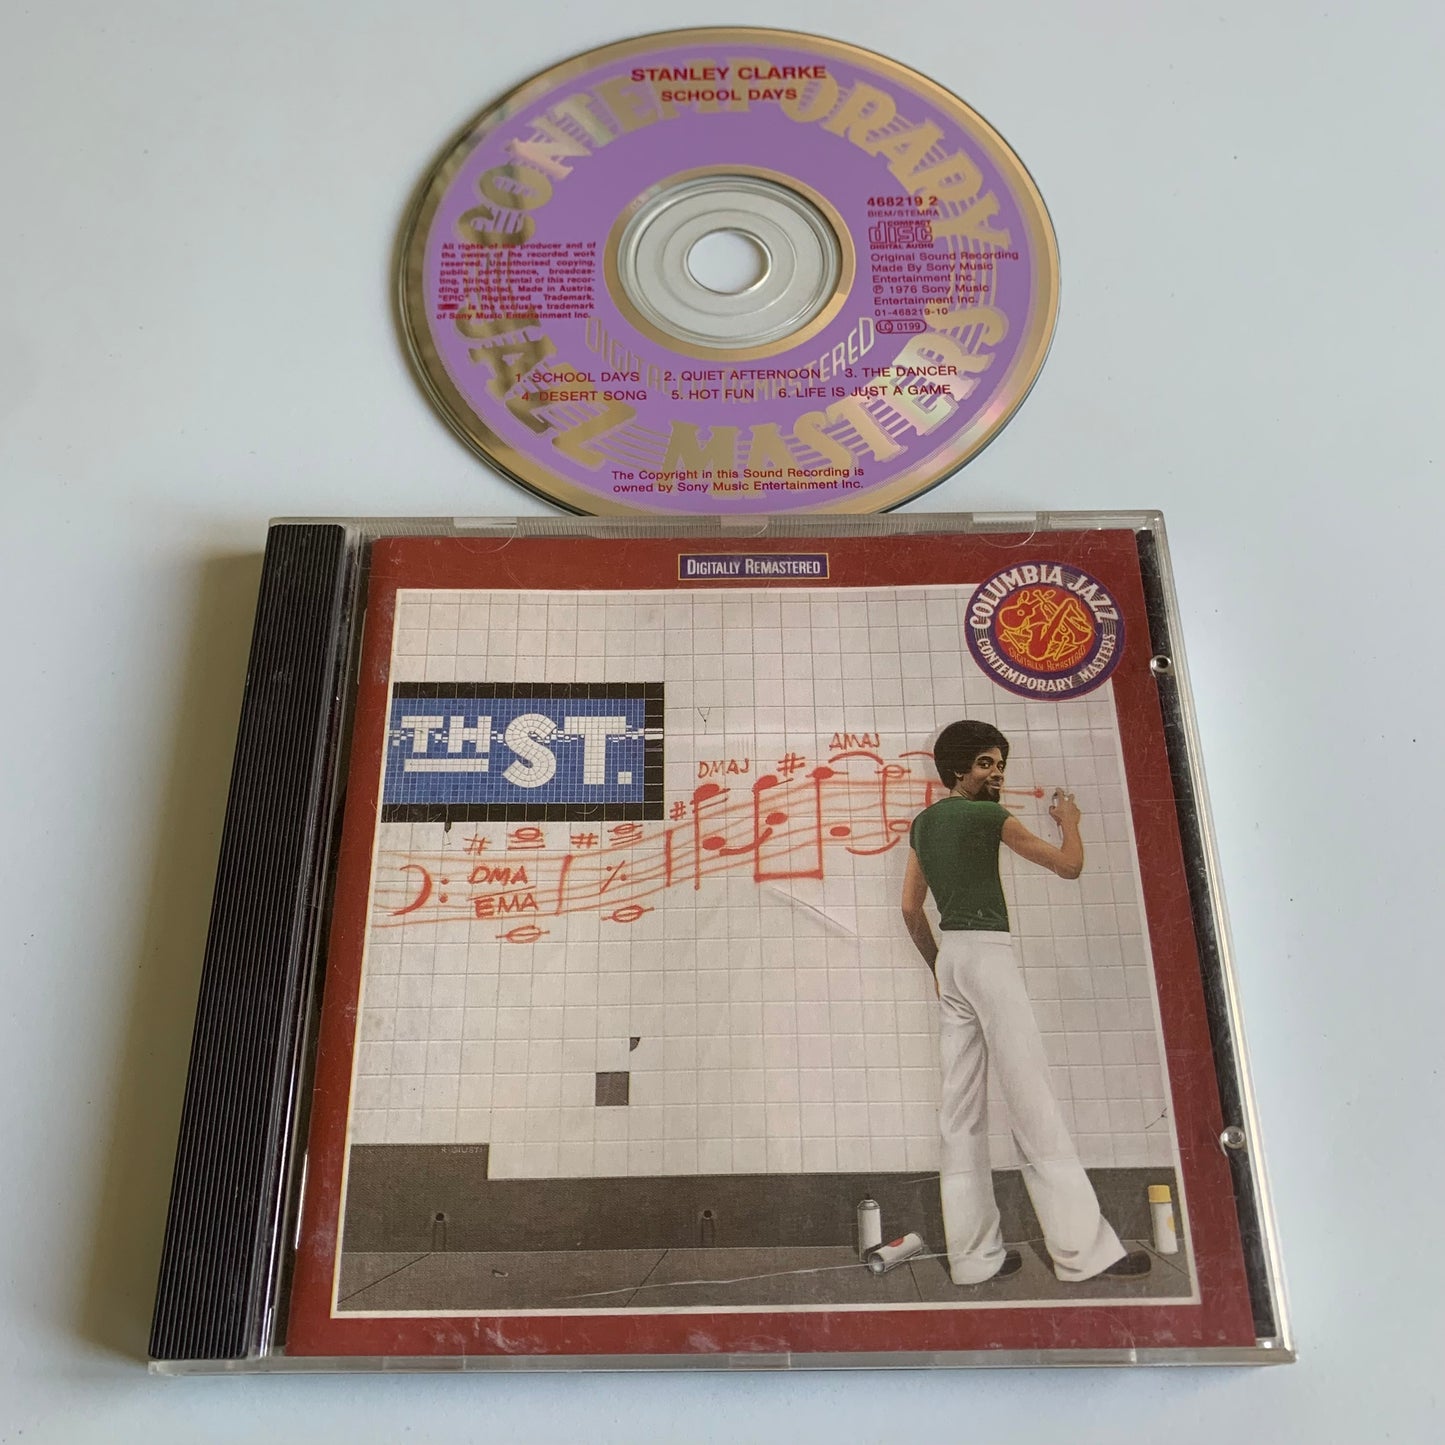 STANLEY CLARKE
SCHOOL DAYS
CONTEMPORARY
JAZZ MASTERS
468219 2
BIEM/STEMRA
COMPACT
disc
DIGITAL AUDIO
Original Sound Recording
Made By Sony Music
Entertainment Inc.
℗ 1976 Sony Music
Entertainment Inc.
01-468219-10
LC 0199
All rights of the producer and of
the owner of the recorded work
reserved. Unauthorised copying,
public performance, broadcas-
ting, hiring or rental of this recor-
ding prohibited. Made in Austria.
"EPIC" Registered Trademark.
is the exclusive trademark
of Sony Music Entertainment Inc.
DIGITALLY REMASTERED
1. SCHOOL DAYS 2. QUIET AFTERNOON 3. THE DANCER
4. DESERT SONG 5. HOT FUN 6. LIFE IS JUST A GAME
The Copyright in this Sound Recording is
owned by Sony Music Entertainment Inc.
DIGITALLY REMASTERED
COLUMBIA JAZZ
DIGITALLY REMASTERED
CONTEMPORARY MASTERS
TH ST.
DMAJ # AMAJ
# # #
DMA
EMA
R GIUSTI